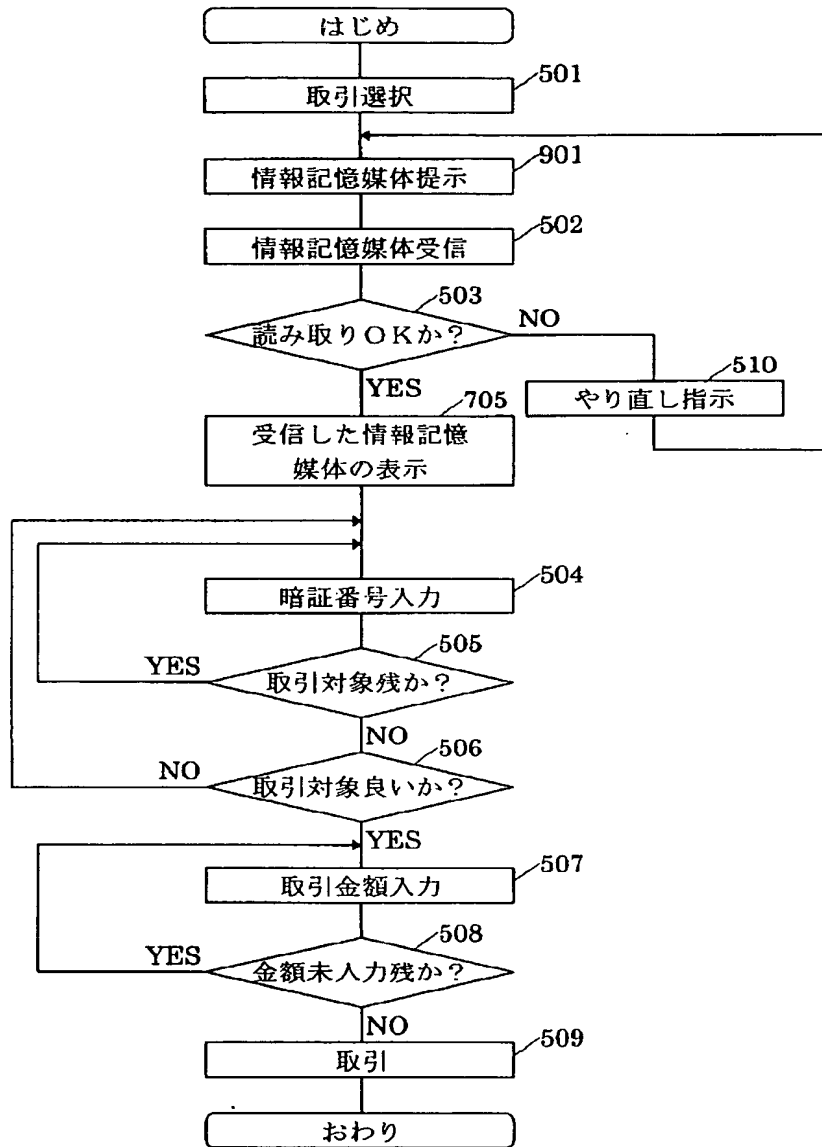 はじめ
501
取引選択
901
情報記憶媒体提示
502
情報記憶媒体受信
503
読み取りOKか?
NO
YES
510
やり直し指示
705
受信した情報記憶
媒体の表示
504
暗証番号入力
505
YES
取引対象残か?
NO
506
NO
取引対象良いか?
YES
507
取引金額入力
508
YES
金額未入力残か?
NO
509
取引
おわり